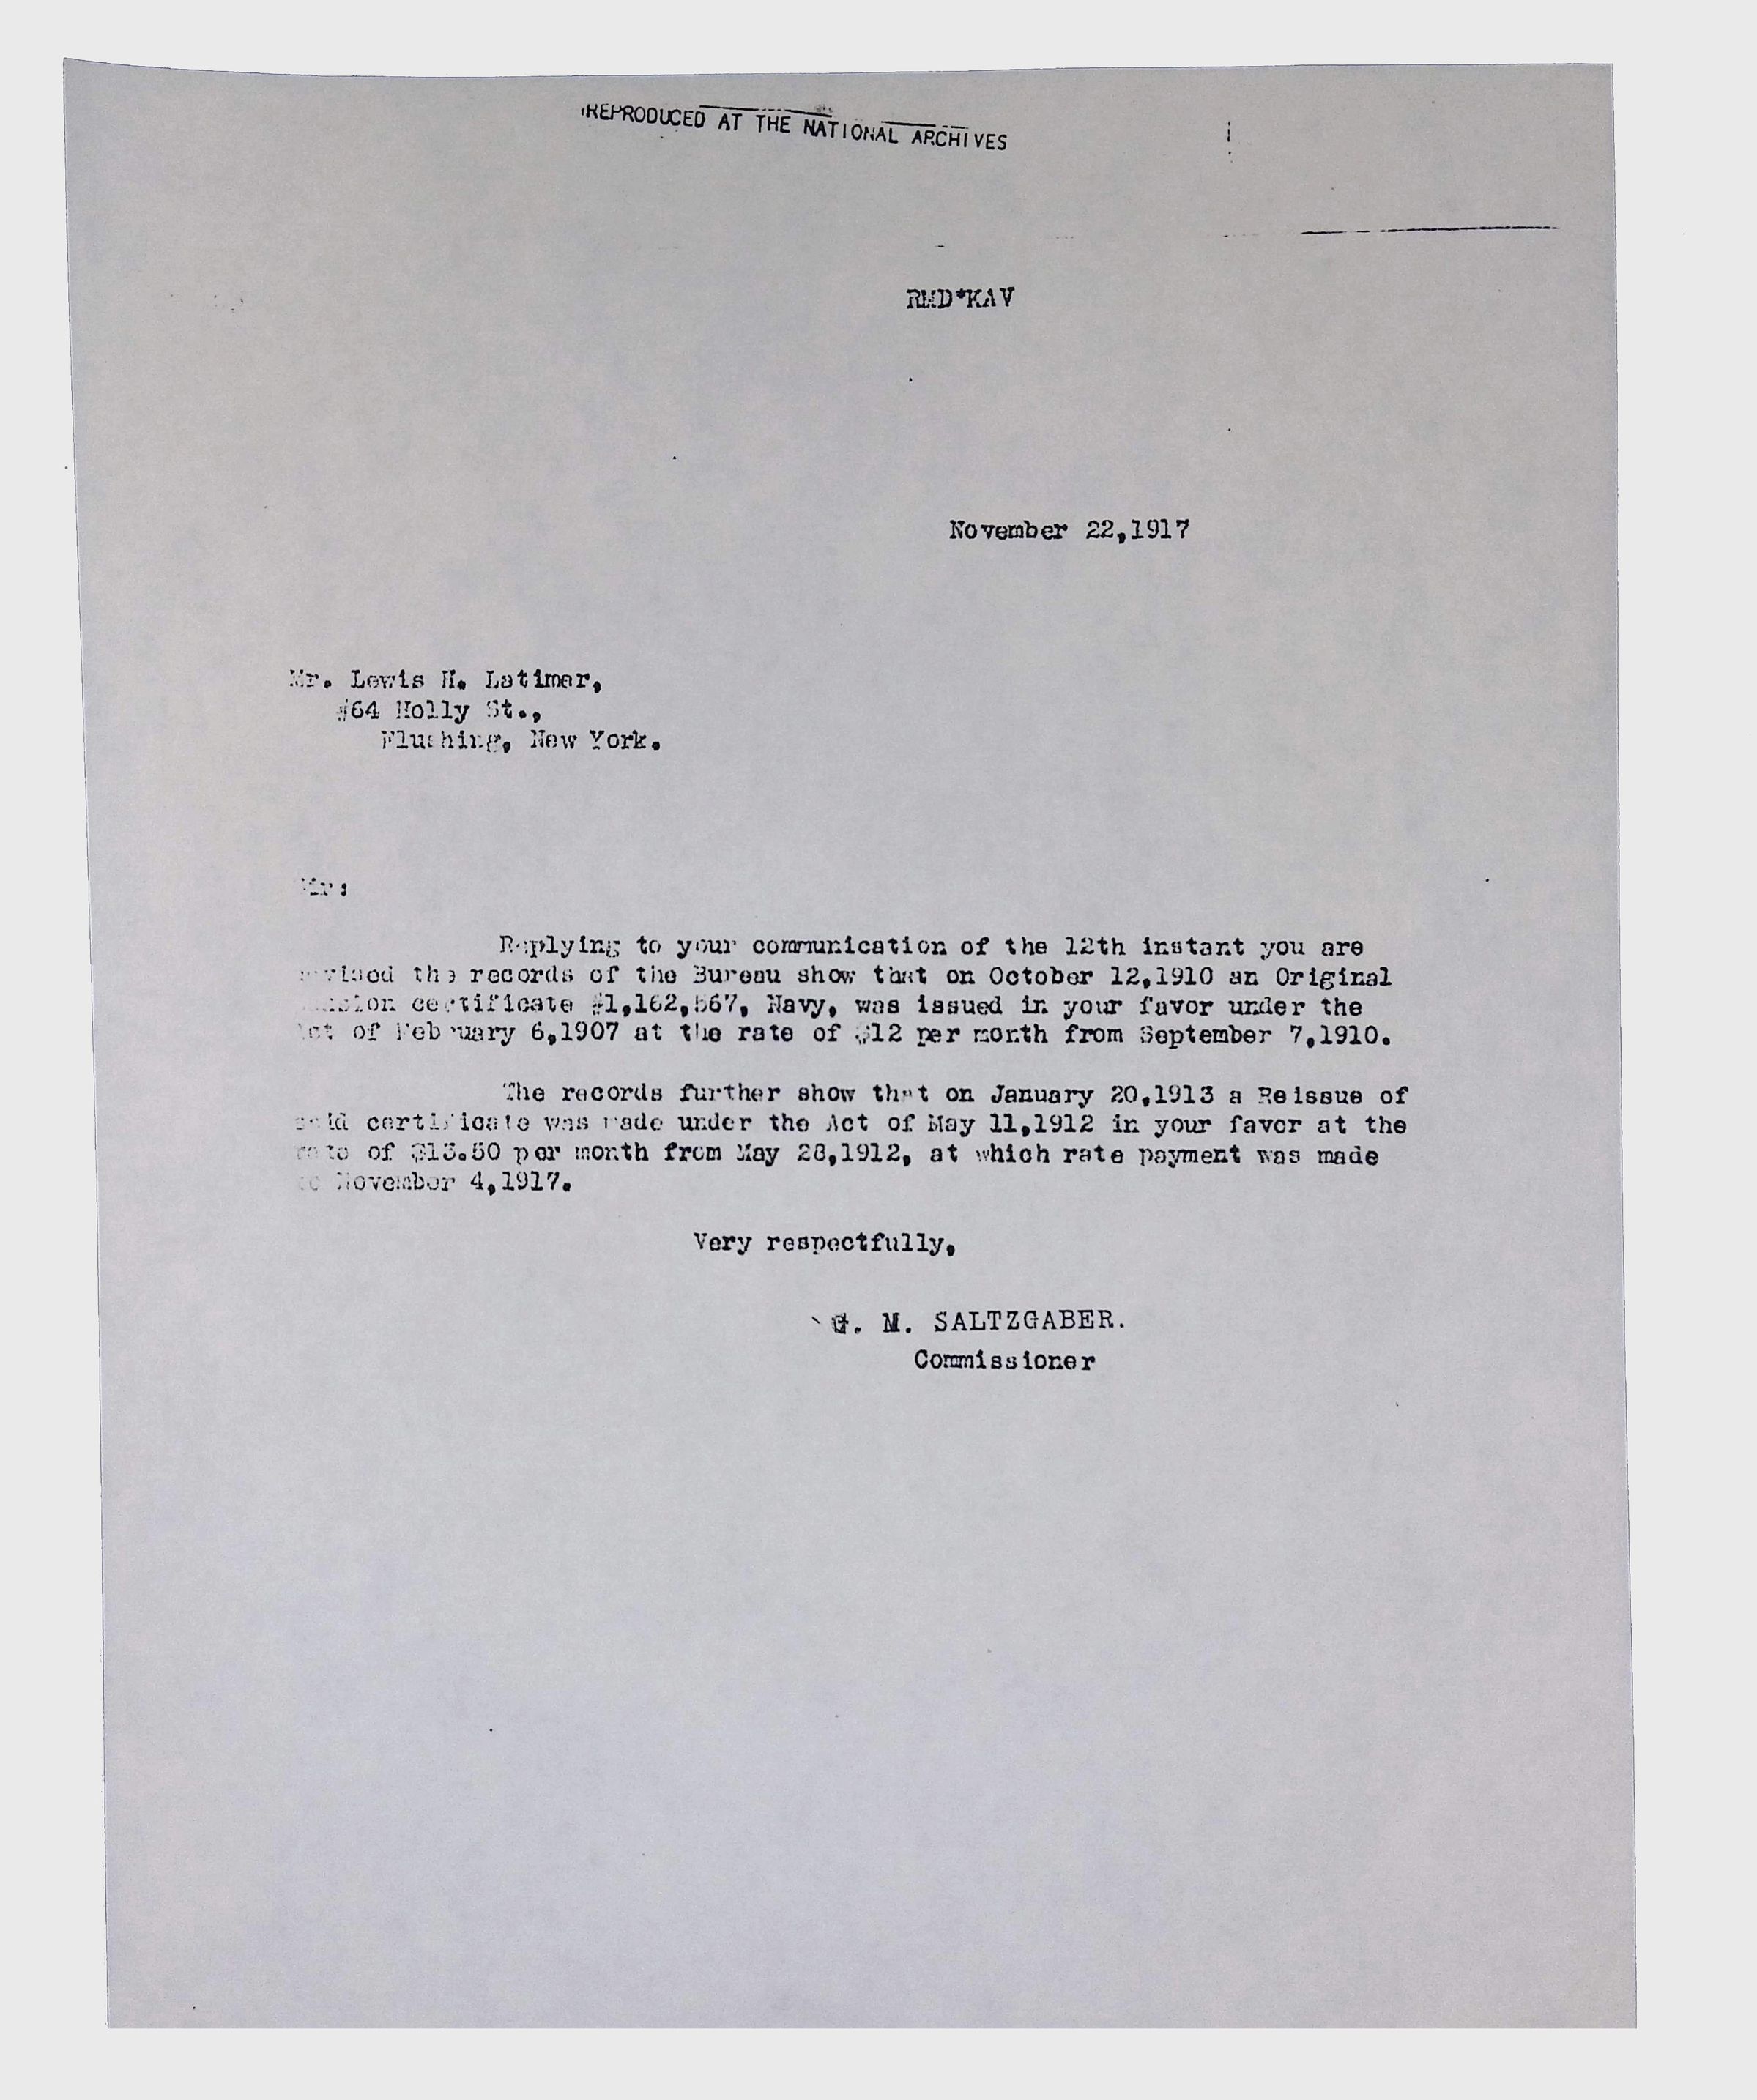 REPRODUCED AT THE NATIONAL ARCHIVES
RMD*KAV
November 22,1917
Mr. Lewis H. Latimer,
#64 Holly St.,
Flushing, New York.
Replying to your communication of the 12th instant you are
the records of the Bureau show that on October 12,1910 an Original
certificate #1,162,567, Navy, was issued in your favor under the
Act of February 6,1907 at the rate of $12 per month from September 7,1910.
The records further show that on January 20,1913 a Reissue of
said certificate was made under the Act of May 11,1912 in your favor at the
rate of $13.50 per month from May 28,1912, at which rate payment was made
to November 4,1917.
Very respectfully,
G. M. SALTZGABER.
Commissioner